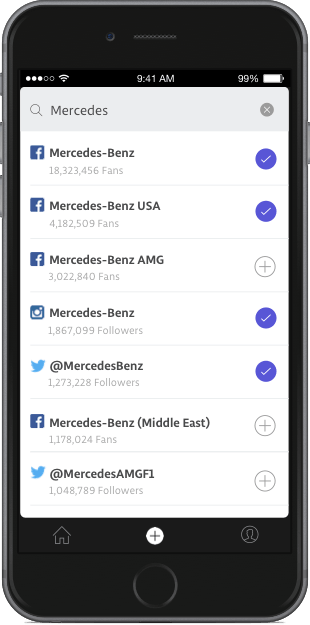 9:41 AM
99%
Mercedes
Mercedes-Benz
18,323,456 Fans
Mercedes-Benz USA
4,182,509 Fans
Mercedes-Benz AMG
3,022,840 Fans
Mercedes-Benz
1,867,099 Followers
@MercedesBenz
1,273,228 Followers
Mercedes-Benz (Middle East)
1,178,024 Fans
@MercedesAMGF1
1,048,789 Followers